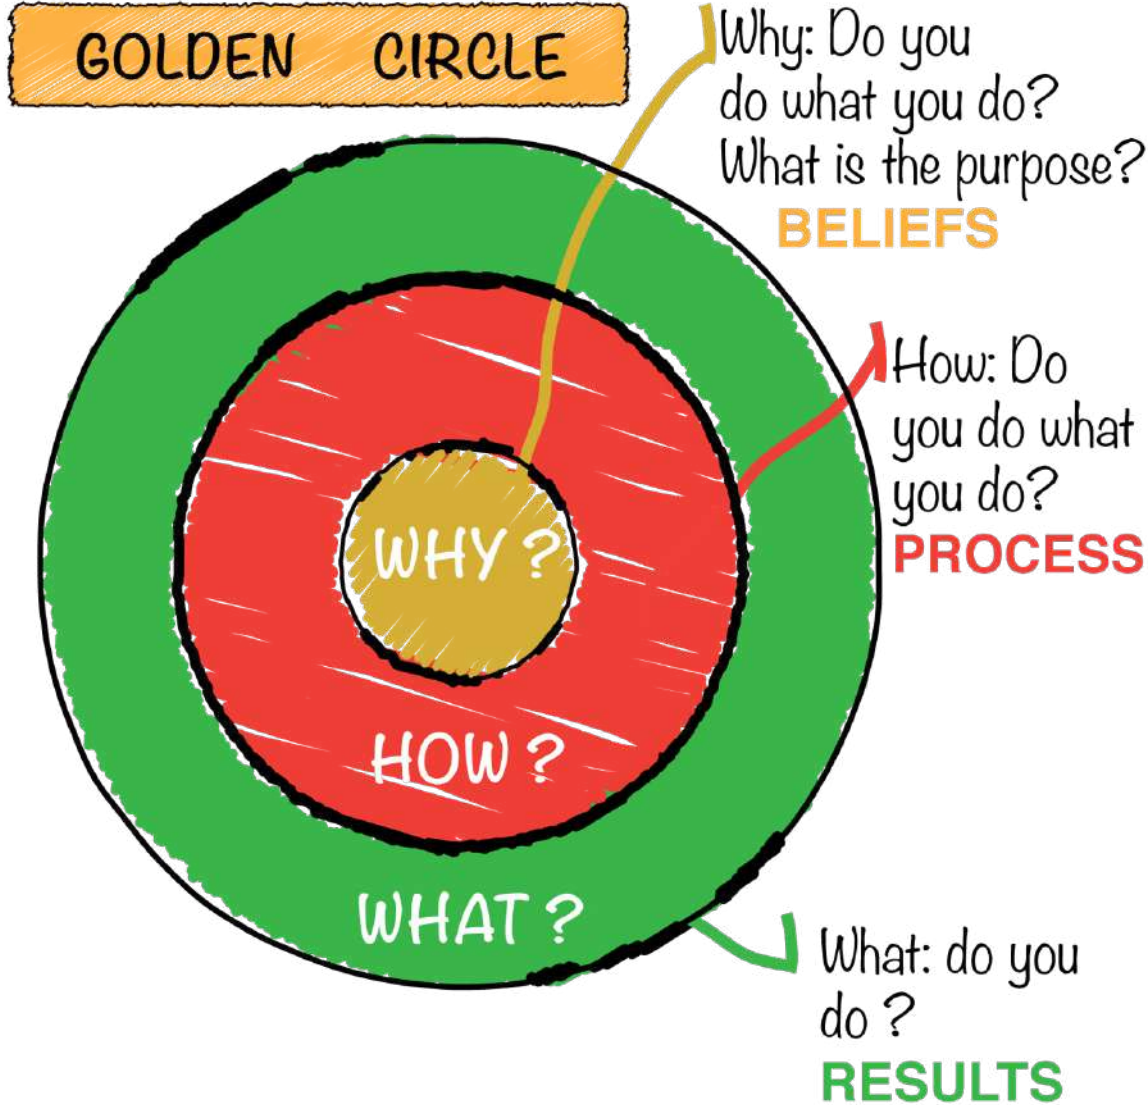 GOLDEN CIRCLE
Why: Do you
do what you do?
What is the purpose?
BELIEFS
How: Do
you do what
you do?
PROCESS
WHY ?
HOW ?
WHAT ?
What: do you
do ?
RESULTS